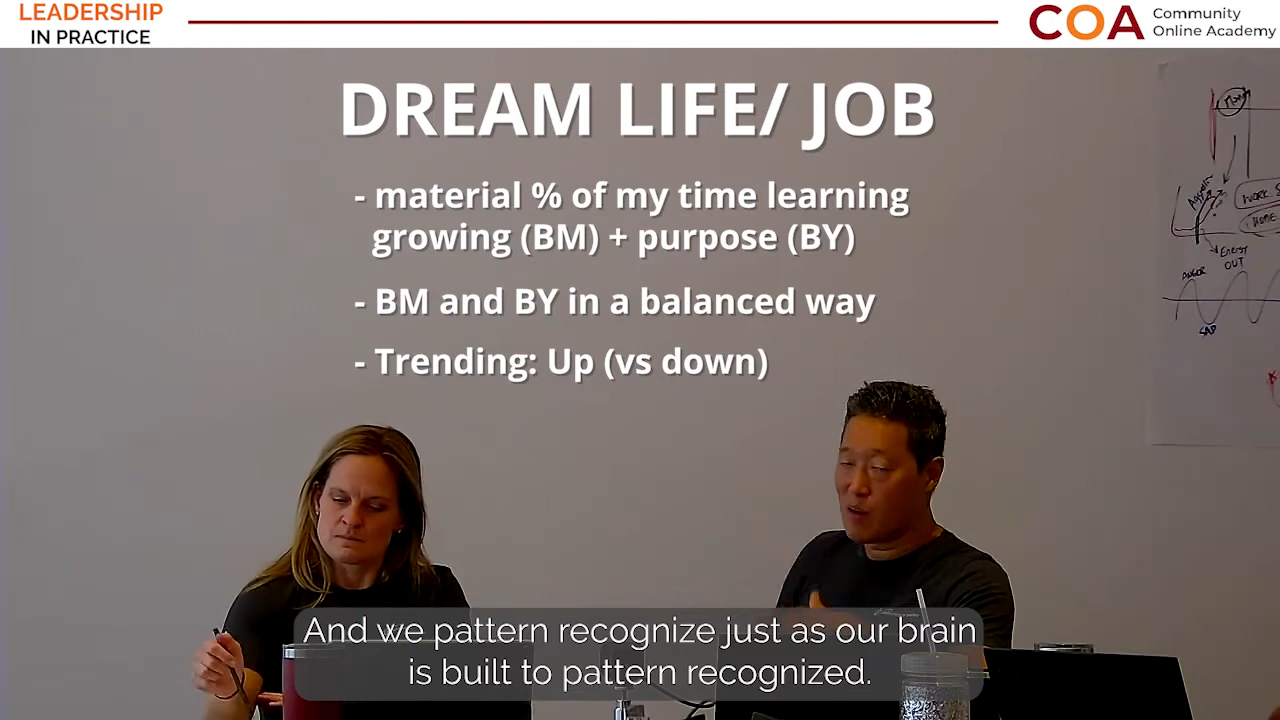 LEADERSHIP
IN PRACTICE
COA Community
Online Academy
DREAM LIFE/ JOB
- material % of my time learning
growing (BM) + purpose (BY)
- BM and BY in a balanced way
- Trending: Up (vs down)
WORK
HOME
ENERGY
OUT
And we pattern recognize just as our brain
is built to pattern recognized.